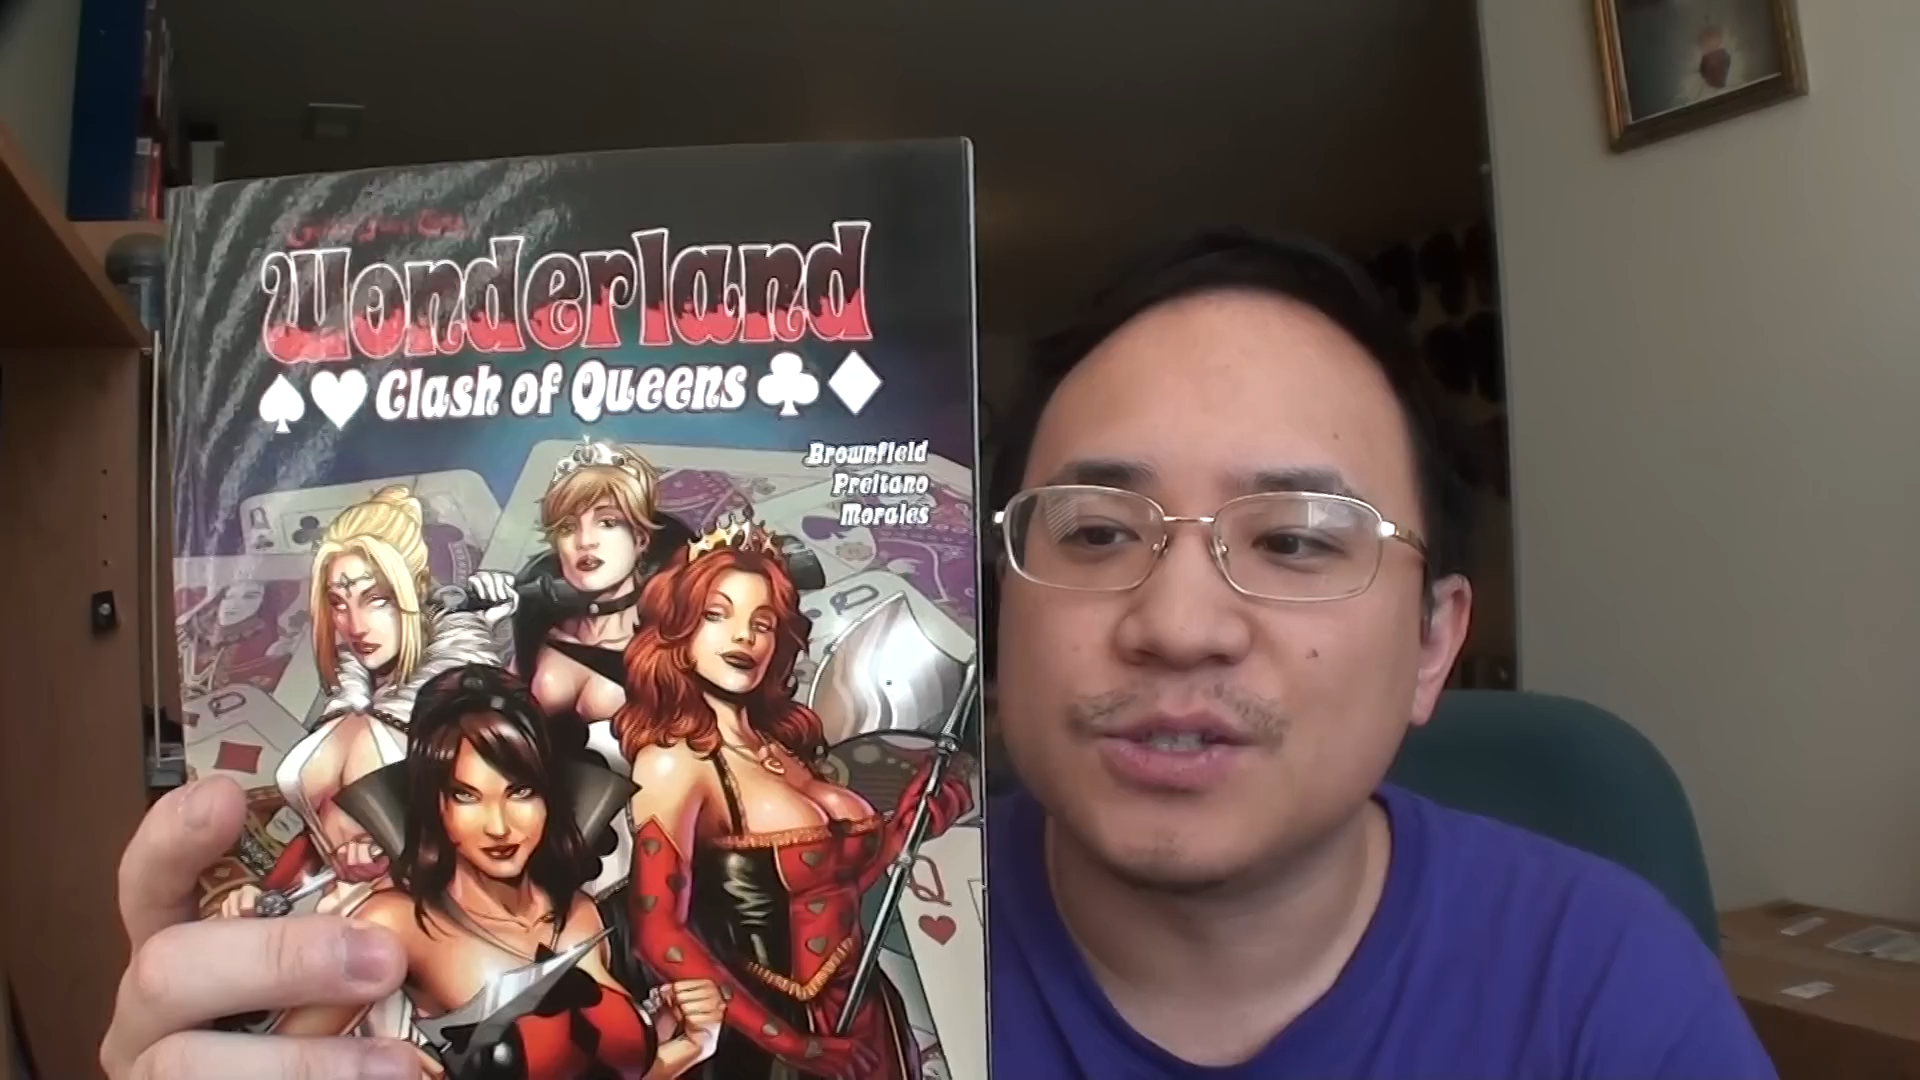 Wonderland
Clash of Queens
Brownfield
Preitano
Morales
Q
Q
Q
Q